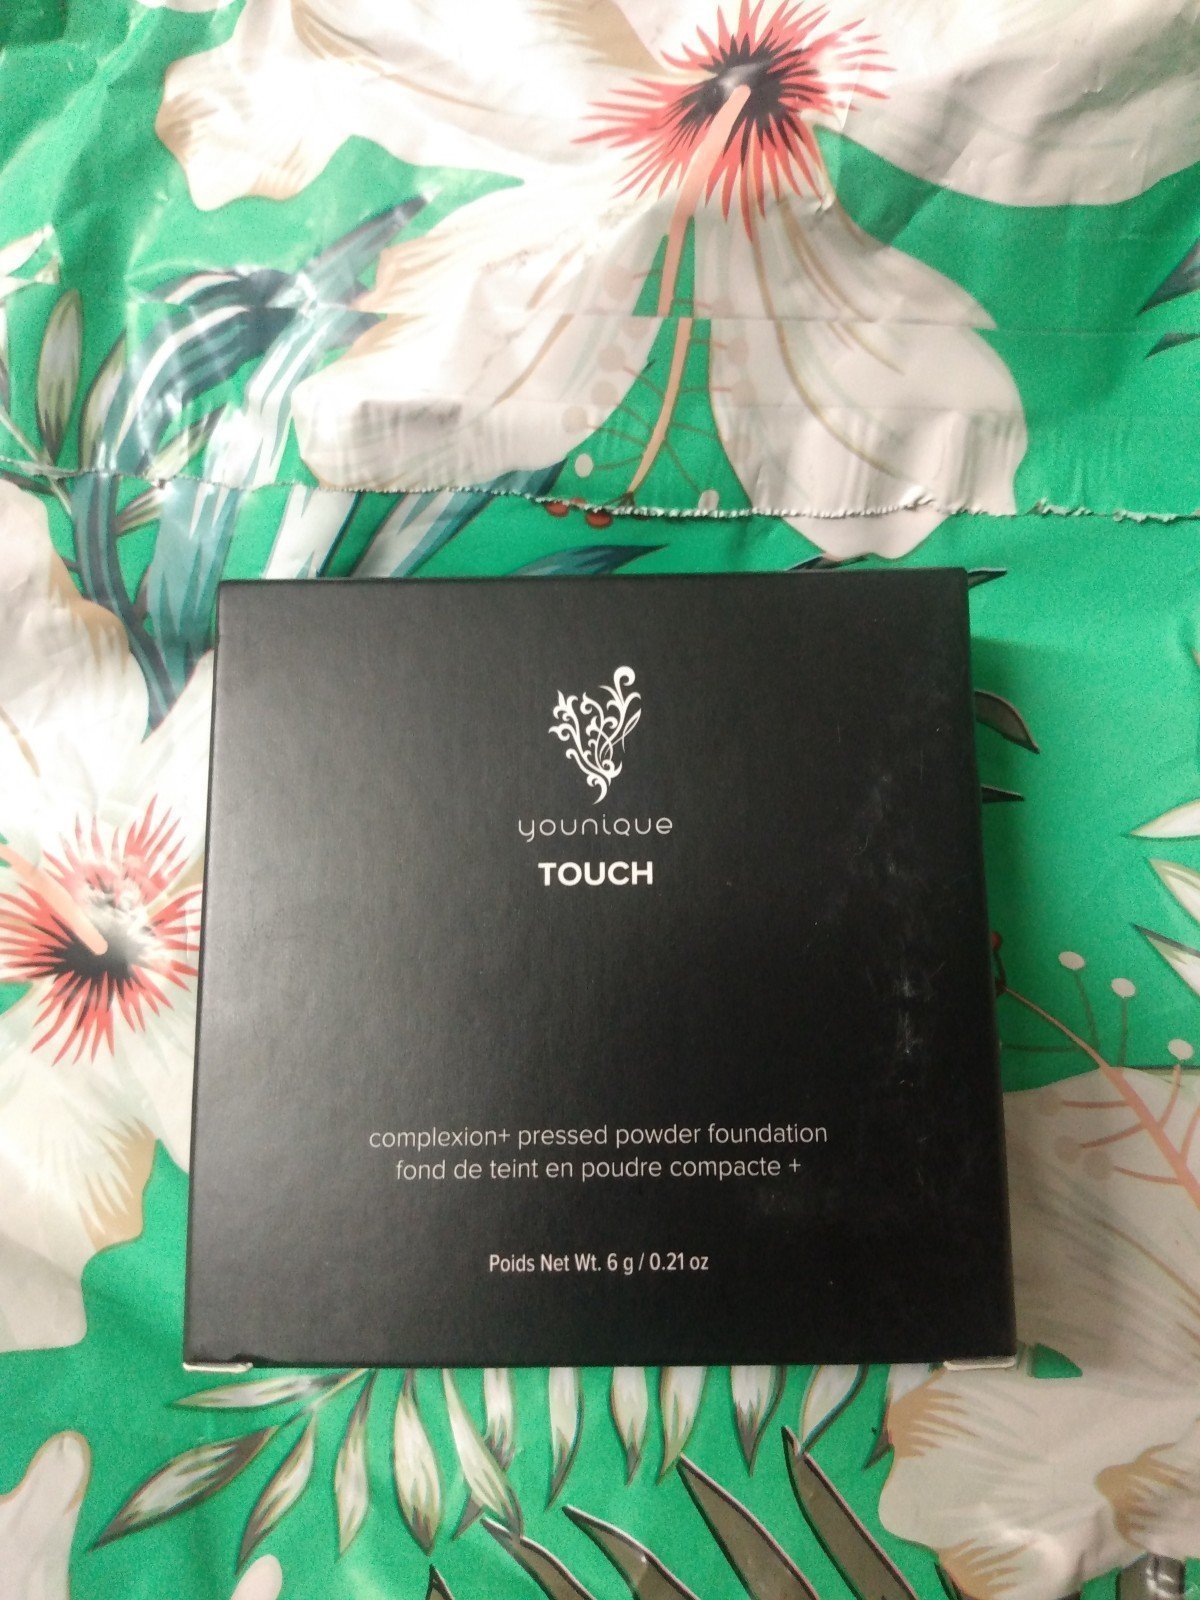 younique
TOUCH
complexion+ pressed powder foundation
fond de teint en poudre compacte +
Poids Net Wt. 6 g / 0.21 oz